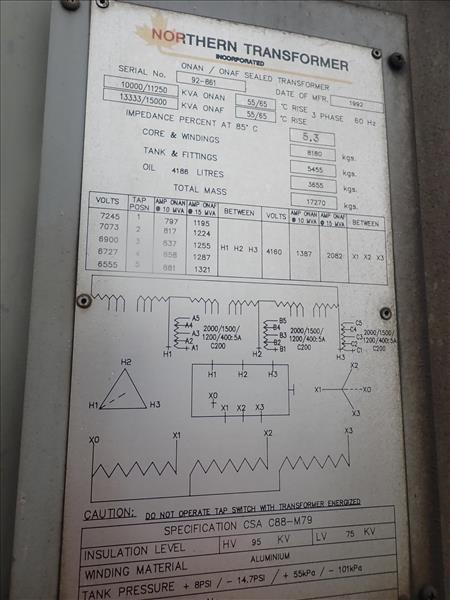 NORTHERN TRANSFORMER
INCORPORATED
ONAN / ONAF SEALED TRANSFORMER
SERIAL No. 92-661 DATE OF MFR. 1992
10000/11250 KVA ONAN 55/65 °C RISE 3 PHASE 60 Hz
13333/15000 KVA ONAF 55/65 °C RISE
IMPEDANCE PERCENT AT 85° C 5.3
CORE & WINDINGS 8180 kgs.
TANK & FITTINGS 5455 kgs.
OIL 4186 LITRES 3655 kgs.
TOTAL MASS 17270 kgs.
VOLTS TAP POSN AMP ONAN @ 10 MVA AMP ONAF @ 15 MVA BETWEEN VOLTS AMP ONAN @ 10 MVA AMP ONAF @ 15 MVA BETWEEN
7245 1 797 1195
7073 2 817 1224
6900 3 837 1255 H1 H2 H3 4160 1387 2082 X1 X2 X3
6727 4 858 1287
6555 5 881 1321
A5 B5 C5
A4 B4 C4
A3 B3 C3
A2 B2 C2
A1 B1 C1
2000/1500/ 2000/1500/ 2000/1500/
1200/400:5A 1200/400:5A 1200/400:5A
C200 C200 C200
H1 H2 H3
H2
H1 H3
H1 H2 H3
X0
X1 X2 X3
X2
X1 X0
X3
X0 X1 X2 X3
CAUTION: DO NOT OPERATE TAP SWITCH WITH TRANSFORMER ENERGIZED
SPECIFICATION CSA C88-M79
INSULATION LEVEL HV 95 KV LV 75 KV
WINDING MATERIAL ALUMINIUM
TANK PRESSURE + 8PSI / - 14.7PSI / + 55kPa / - 101kPa